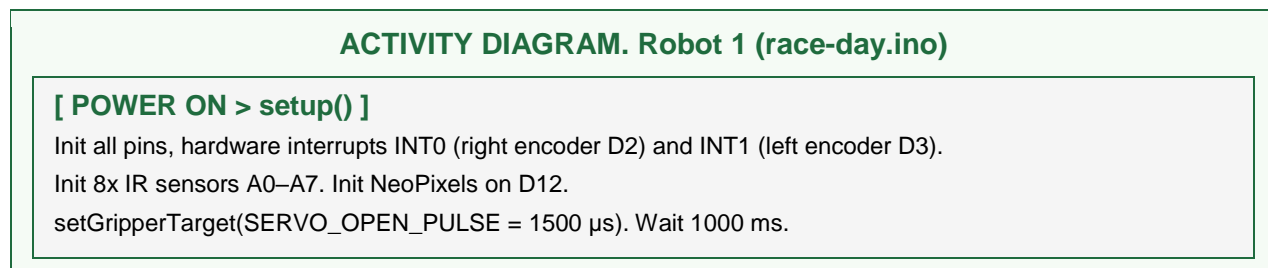 ACTIVITY DIAGRAM. Robot 1 (race-day.ino)
[ POWER ON > setup() ]
Init all pins, hardware interrupts INT0 (right encoder D2) and INT1 (left encoder D3).
Init 8x IR sensors A0–A7. Init NeoPixels on D12.
setGripperTarget(SERVO_OPEN_PULSE = 1500 µs). Wait 1000 ms.